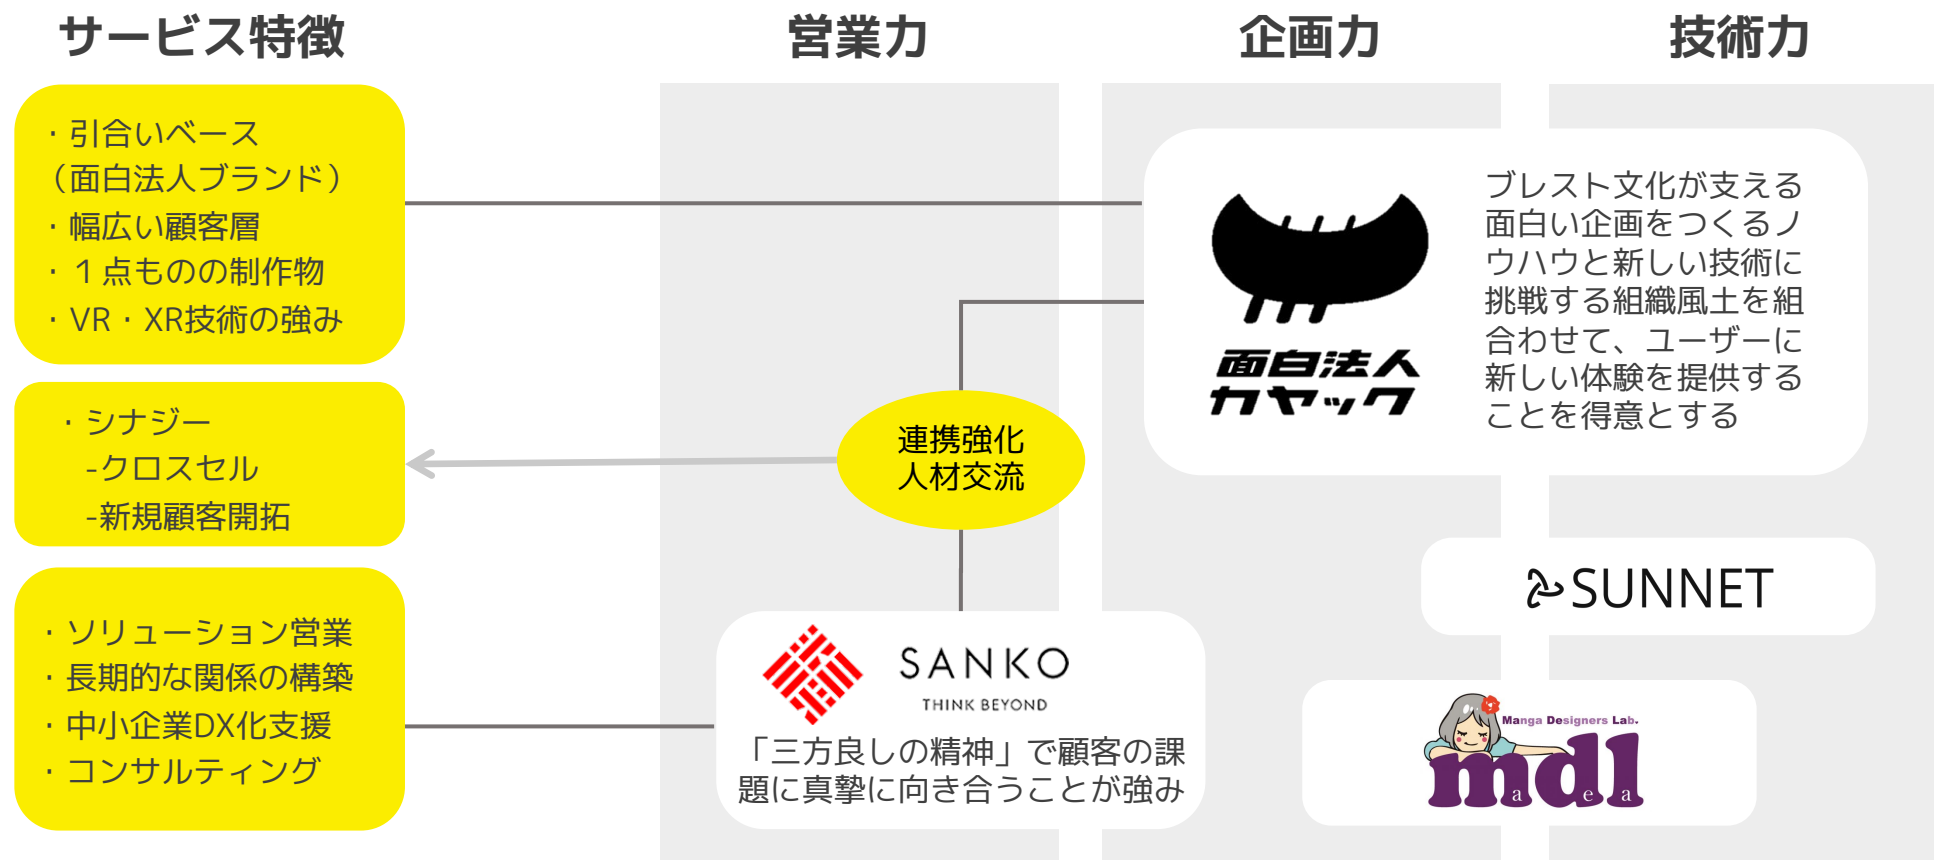 サービス特徴
営業力
企画力
技術力
・引合いベース
（面白法人ブランド）
・幅広い顧客層
・１点ものの制作物
・VR・XR技術の強み
・シナジー
-クロスセル
-新規顧客開拓
・ソリューション営業
・長期的な関係の構築
・中小企業DX化支援
・コンサルティング
連携強化
人材交流
面白法人
カヤック
ブレスト文化が支える
面白い企画をつくるノ
ウハウと新しい技術に
挑戦する組織風土を組
合わせて、ユーザーに
新しい体験を提供する
ことを得意とする
SUNNET
SANKO
THINK BEYOND
「三方良しの精神」で顧客の課
題に真摯に向き合うことが強み
Manga Designers Lab.
mdl
a e a